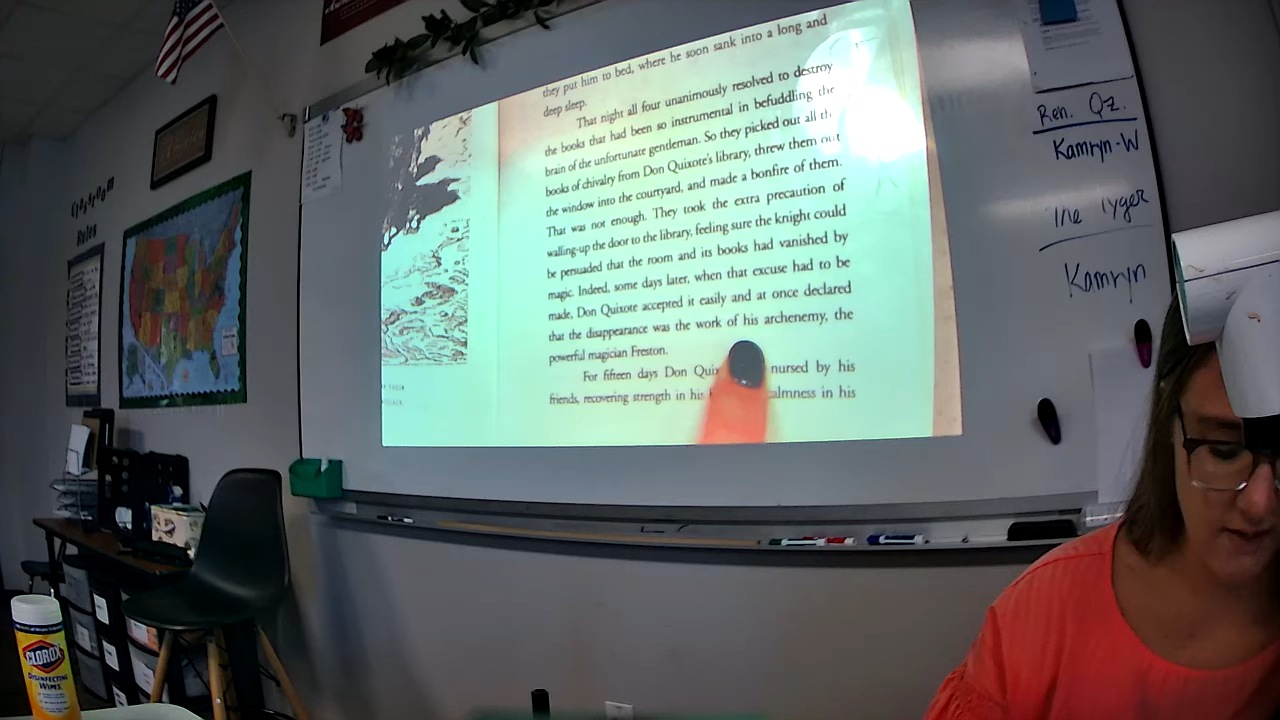 they put him to bed, where he soon sank into a long and
deep sleep.
That night all four unanimously resolved to destroy
the books that had been so instrumental in befuddling the
brain of the unfortunate gentleman. So they picked out all th
books of chivalry from Don Quixote's library, threw them out
the window into the courtyard, and made a bonfire of them.
That was not enough. They took the extra precaution of
walling-up the door to the library, feeling sure the knight could
be persuaded that the room and its books had vanished by
magic. Indeed, some days later, when that excuse had to be
made, Don Quixote accepted it easily and at once declared
that the disappearance was the work of his archenemy, the
powerful magician Freston.
For fifteen days Don Quix nursed by his
friends, recovering strength in his almness in his
Ren. Qz.
Kamryn-W
The Tyger
Kamryn
Rules
CLOROX
DISINFECTING
WIPES